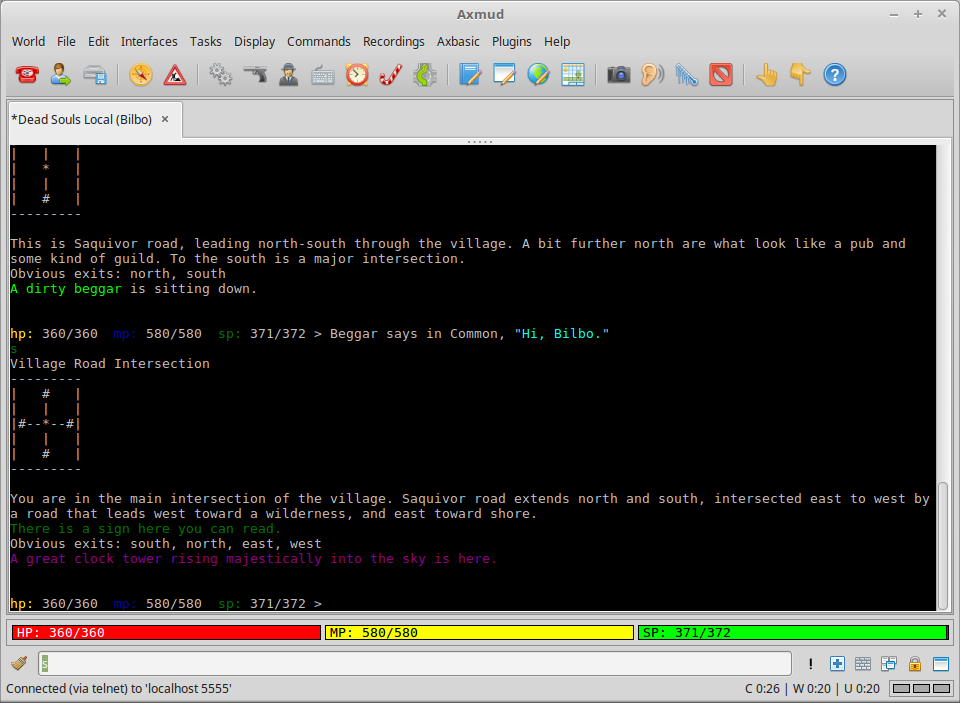 Axmud
World File Edit Interfaces Tasks Display Commands Recordings Axbasic Plugins Help
*Dead Souls Local (Bilbo)
|   |   |
|   *   |
|   |   |
|   #   |
---------
This is Saquivor road, leading north-south through the village. A bit further north are what look like a pub and
some kind of guild. To the south is a major intersection.
Obvious exits: north, south
A dirty beggar is sitting down.
hp: 360/360  mp: 580/580  sp: 371/372 > Beggar says in Common, "Hi, Bilbo."
s
Village Road Intersection
---------
|   #   |
|   |   |
|#--*--#|
|   |   |
|   #   |
---------
You are in the main intersection of the village. Saquivor road extends north and south, intersected east to west by
a road that leads west toward a wilderness, and east toward shore.
There is a sign here you can read.
Obvious exits: south, north, east, west
A great clock tower rising majestically into the sky is here.
hp: 360/360  mp: 580/580  sp: 371/372 >
HP: 360/360 MP: 580/580 SP: 371/372
s
Connected (via telnet) to 'localhost 5555' C 0:26 | W 0:20 | U 0:20